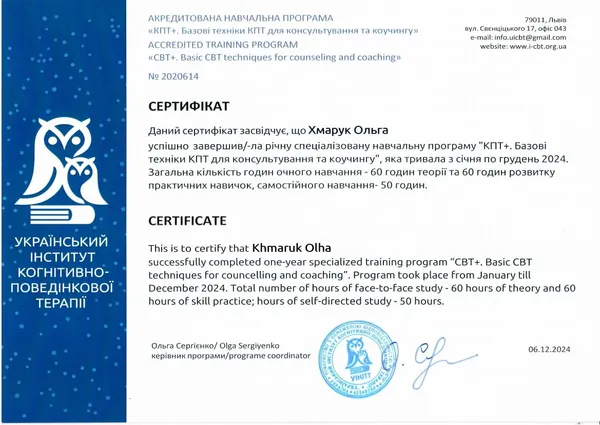 АКРЕДИТОВАНА НАВЧАЛЬНА ПРОГРАМА
«КПТ+. Базові техніки КПТ для консультування та коучингу»
ACCREDITED TRAINING PROGRAM
«CBT+. Basic CBT techniques for counseling and coaching»
№ 2020614
79011, Львів
вул. Свєнціцького 17, офіс 043
e-mail: info.uicbt@gmail.com
website: www.i-cbt.org.ua
СЕРТИФІКАТ
Даний сертифікат засвідчує, що Хмарук Ольга
успішно завершив/-ла річну спеціалізовану навчальну програму "КПТ+. Базові
техніки КПТ для консультування та коучингу", яка тривала з січня по грудень 2024.
Загальна кількість годин очного навчання - 60 годин теорії та 60 годин розвитку
практичних навичок, самостійного навчання- 50 годин.
CERTIFICATE
This is to certify that Khmaruk Olha
successfully completed one-year specialized training program "CBT+. Basic CBT
techniques for councelling and coaching". Program took place from January till
December 2024. Total number of hours of face-to-face study - 60 hours of theory and 60
hours of skill practice; hours of self-directed study - 50 hours.
УКРАЇНСЬКИЙ
ІНСТИТУТ
КОГНІТИВНО-
ПОВЕДІНКОВОЇ
ТЕРАПІЇ
Ольга Сергієнко/ Olga Sergiyenko
керівник програми/programe coordinator
УІКПТ
06.12.2024